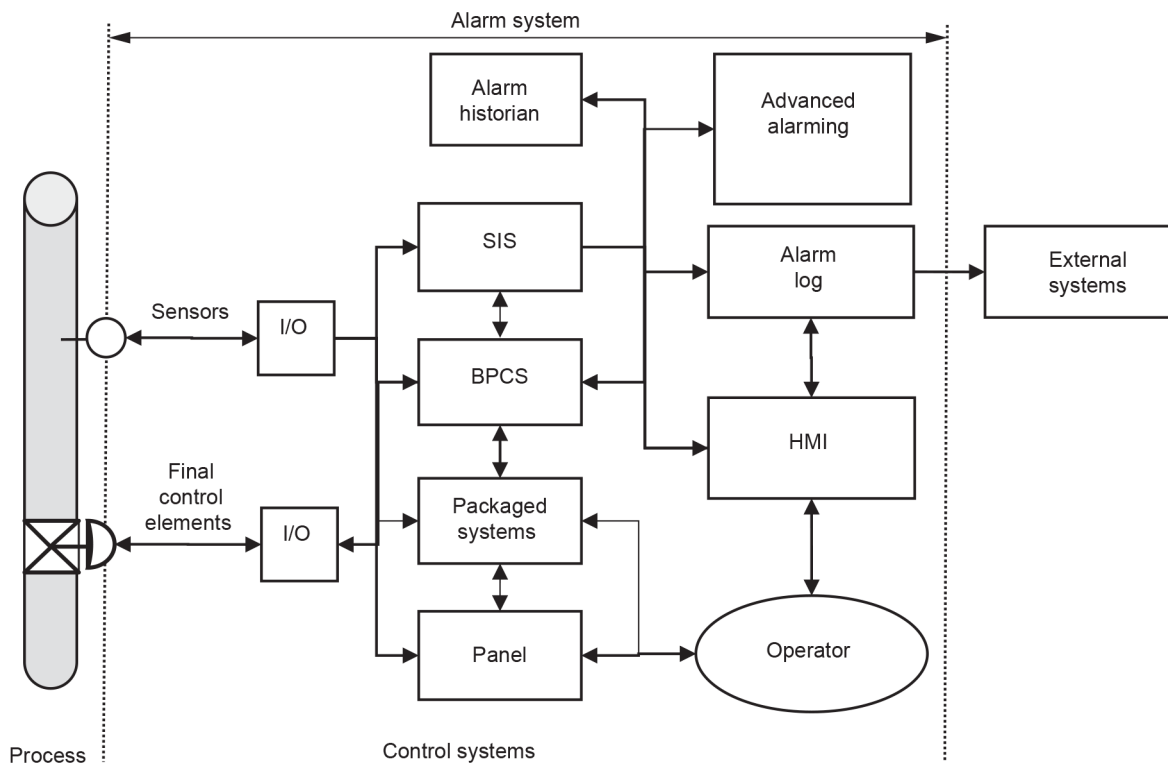 Alarm system
Alarm
historian
Advanced
alarming
SIS
Alarm
log
External
systems
Sensors
I/O
BPCS
HMI
Final
control
elements
I/O
Packaged
systems
Panel
Operator
Process
Control systems